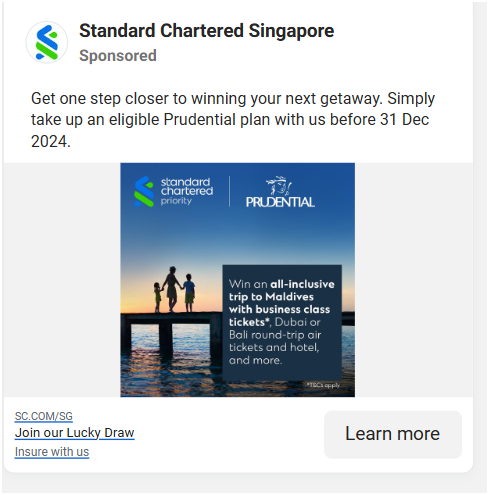 Standard Chartered Singapore
Sponsored
Get one step closer to winning your next getaway. Simply
take up an eligible Prudential plan with us before 31 Dec
2024.
standard
chartered
priority
PRUDENTIAL
Win an all-inclusive
trip to Maldives
with business class
tickets*, Dubai or
Bali round-trip air
tickets and hotel,
and more.
*T&Cs apply
SC.COM/SG
Join our Lucky Draw
Insure with us
Learn more